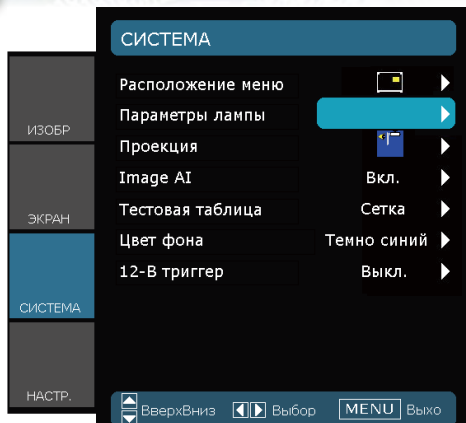 СИСТЕМА
ИЗОБР
ЭКРАН
СИСТЕМА
НАСТР.
Расположение меню
Параметры лампы
Проекция
Image AI Вкл.
Тестовая таблица Сетка
Цвет фона Темно синий
12-В триггер Выкл.
ВверхВниз Выбор MENU Выхо